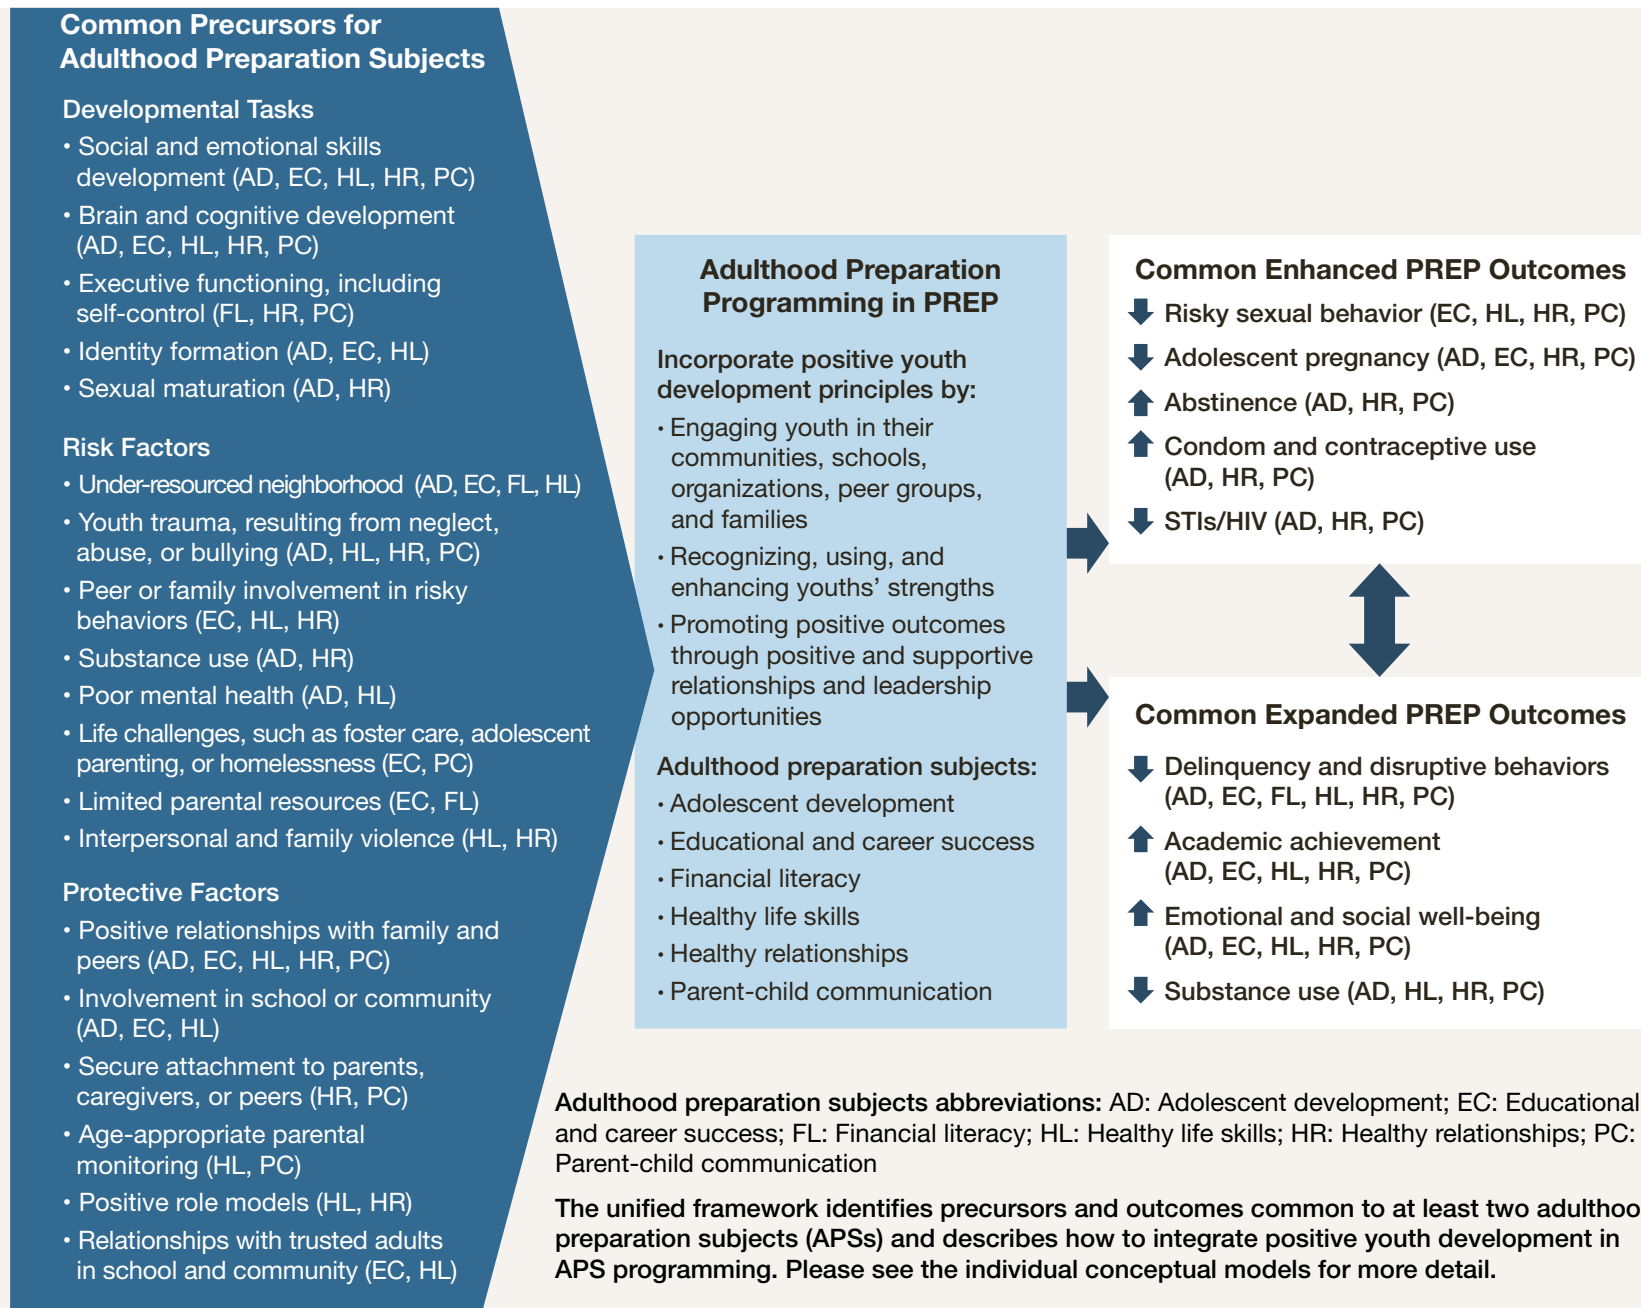 Common Precursors for
Adulthood Preparation Subjects
Developmental Tasks
• Social and emotional skills
development (AD, EC, HL, HR, PC)
• Brain and cognitive development
(AD, EC, HL, HR, PC)
• Executive functioning, including
self-control (FL, HR, PC)
• Identity formation (AD, EC, HL)
• Sexual maturation (AD, HR)
Risk Factors
• Under-resourced neighborhood (AD, EC, FL, HL)
• Youth trauma, resulting from neglect,
abuse, or bullying (AD, HL, HR, PC)
• Peer or family involvement in risky
behaviors (EC, HL, HR)
• Substance use (AD, HR)
• Poor mental health (AD, HL)
• Life challenges, such as foster care, adolescent
parenting, or homelessness (EC, PC)
• Limited parental resources (EC, FL)
• Interpersonal and family violence (HL, HR)
Protective Factors
• Positive relationships with family and
peers (AD, EC, HL, HR, PC)
• Involvement in school or community
(AD, EC, HL)
• Secure attachment to parents,
caregivers, or peers (HR, PC)
• Age-appropriate parental
monitoring (HL, PC)
• Positive role models (HL, HR)
• Relationships with trusted adults
in school and community (EC, HL)
Adulthood Preparation
Programming in PREP
Incorporate positive youth
development principles by:
• Engaging youth in their
communities, schools,
organizations, peer groups,
and families
• Recognizing, using, and
enhancing youths’ strengths
• Promoting positive outcomes
through positive and supportive
relationships and leadership
opportunities
Adulthood preparation subjects:
• Adolescent development
• Educational and career success
• Financial literacy
• Healthy life skills
• Healthy relationships
• Parent-child communication
Common Enhanced PREP Outcomes
Risky sexual behavior (EC, HL, HR, PC)
Adolescent pregnancy (AD, EC, HR, PC)
Abstinence (AD, HR, PC)
Condom and contraceptive use
(AD, HR, PC)
STIs/HIV (AD, HR, PC)
Common Expanded PREP Outcomes
Delinquency and disruptive behaviors
(AD, EC, FL, HL, HR, PC)
Academic achievement
(AD, EC, HL, HR, PC)
Emotional and social well-being
(AD, EC, HL, HR, PC)
Substance use (AD, HL, HR, PC)
Adulthood preparation subjects abbreviations: AD: Adolescent development; EC: Educational
and career success; FL: Financial literacy; HL: Healthy life skills; HR: Healthy relationships; PC:
Parent-child communication
The unified framework identifies precursors and outcomes common to at least two adulthoo
preparation subjects (APSs) and describes how to integrate positive youth development in
APS programming. Please see the individual conceptual models for more detail.